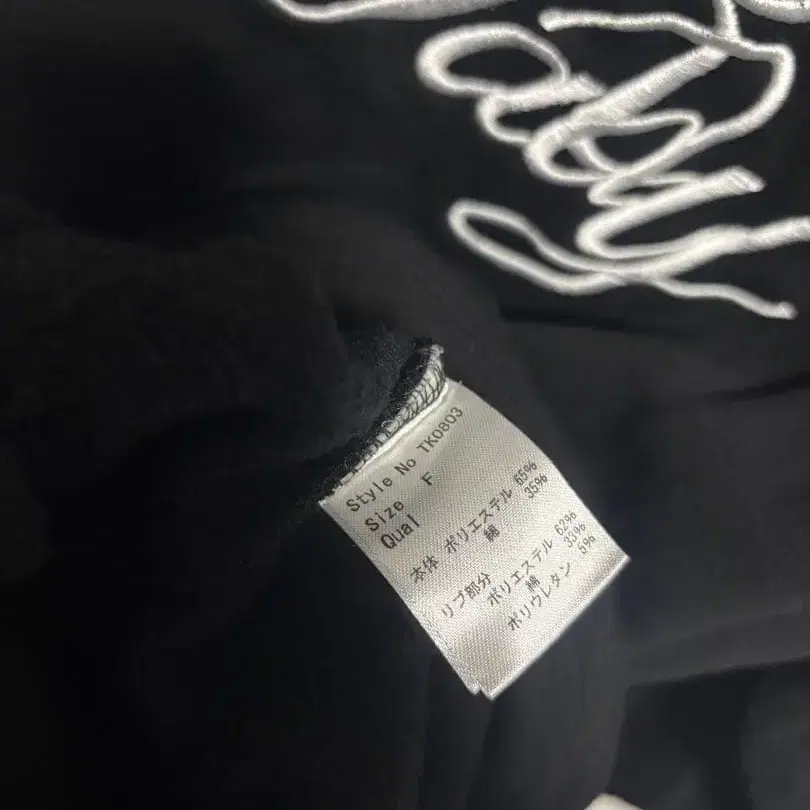 aby
Style No TK0803
Size F
Qual
本体 ポリエステル 65%
綿 35%
リブ部分
ポリエステル 62%
綿 33%
ポリウレタン 5%